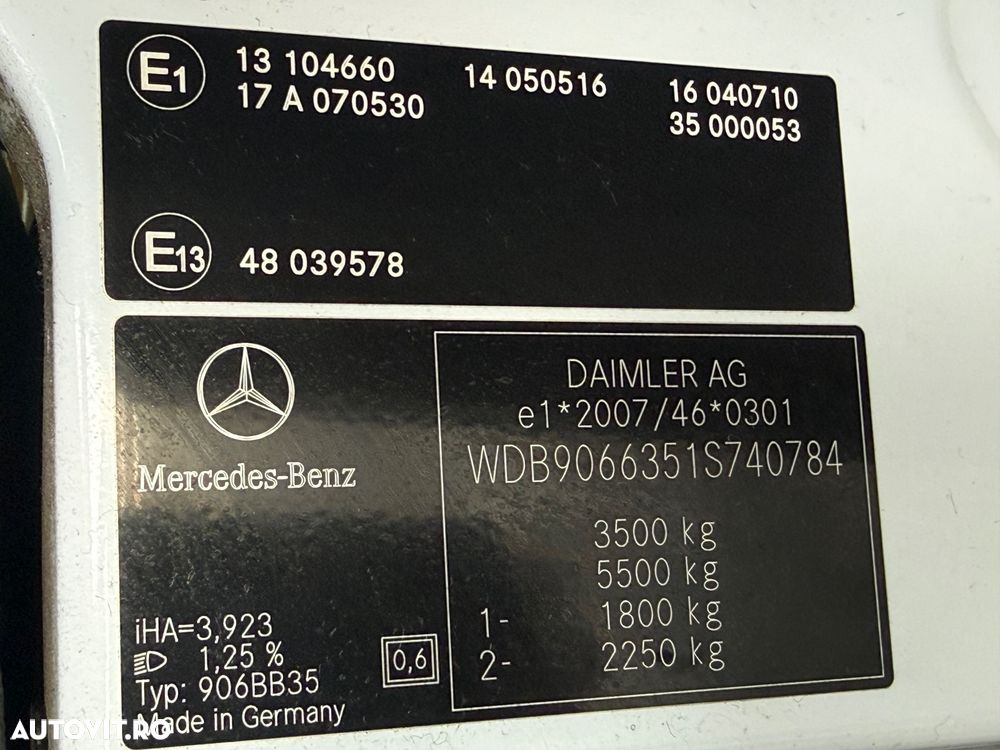 E1 13 104660 14 050516 16 040710
17 A 070530 35 000053
E13 48 039578
Mercedes-Benz
iHA=3,923
1,25 %
Typ: 906BB35
Made in Germany
0,6
DAIMLER AG
e1*2007/46*0301
WDB9066351S740784
3500 kg
5500 kg
1- 1800 kg
2- 2250 kg
AUTOVIT.RO